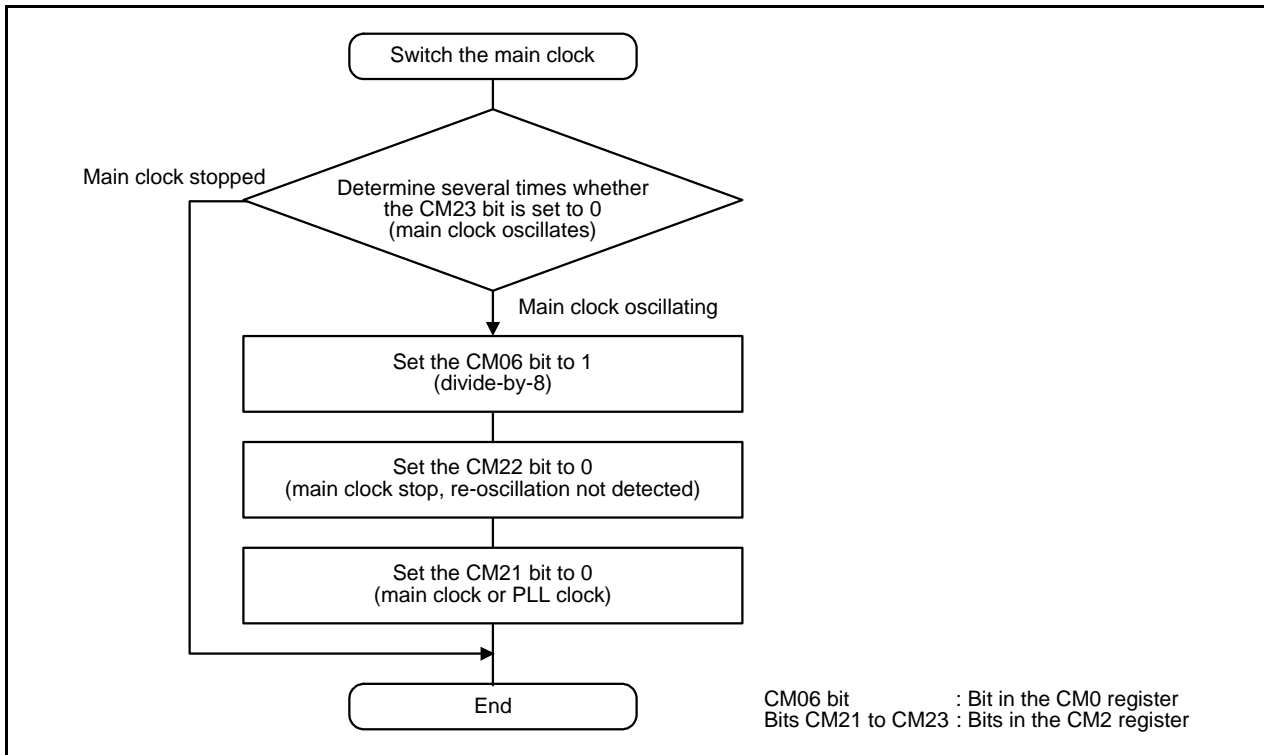 Switch the main clock
Main clock stopped
Determine several times whether
the CM23 bit is set to 0
(main clock oscillates)
Main clock oscillating
Set the CM06 bit to 1
(divide-by-8)
Set the CM22 bit to 0
(main clock stop, re-oscillation not detected)
Set the CM21 bit to 0
(main clock or PLL clock)
End
CM06 bit : Bit in the CM0 register
Bits CM21 to CM23 : Bits in the CM2 register